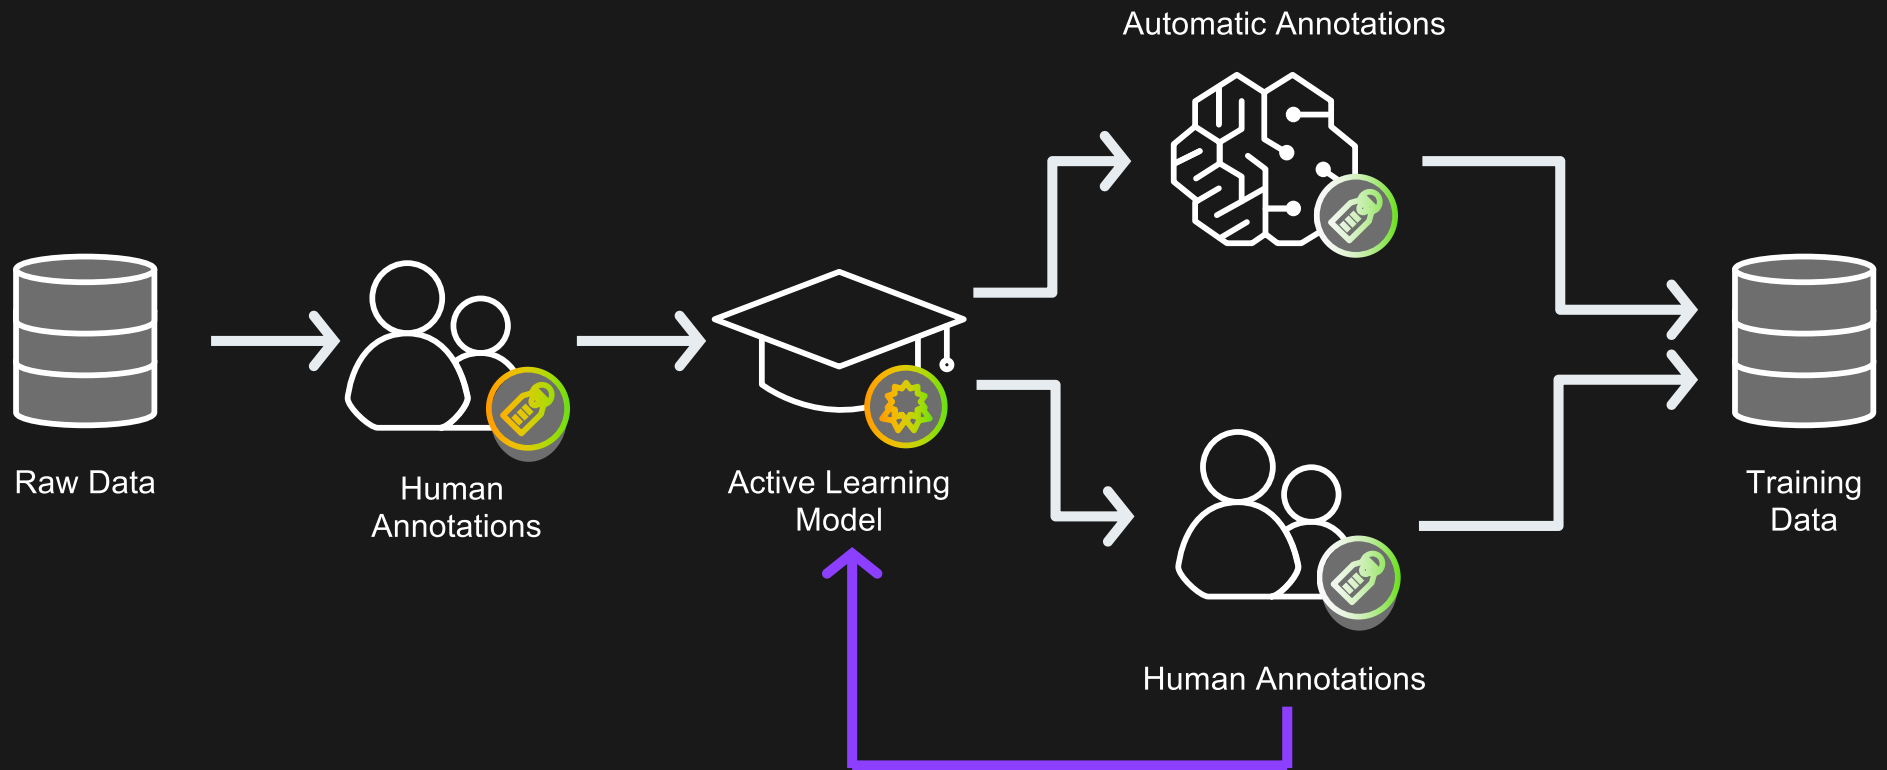 Automatic Annotations
Raw Data
Human
Annotations
Active Learning
Model
Human Annotations
Training
Data